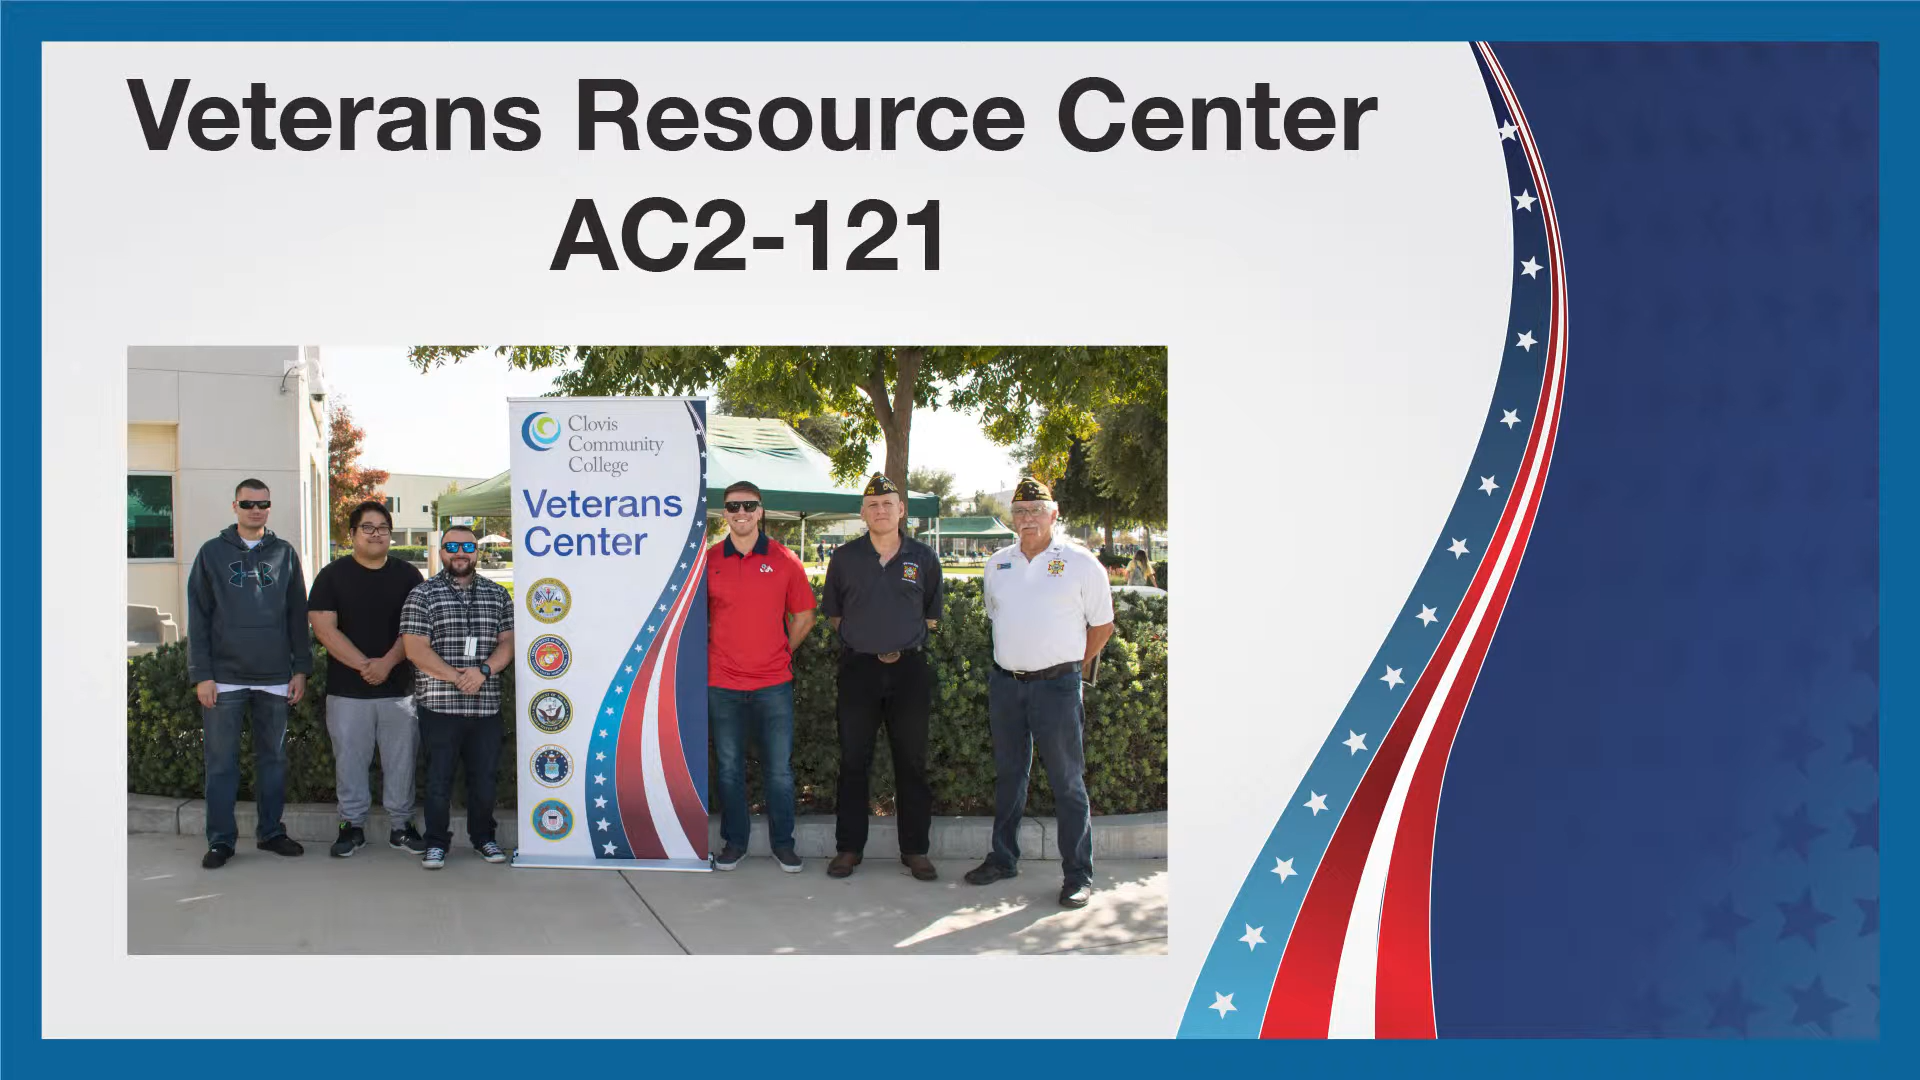 Veterans Resource Center
AC2-121
Clovis
Community
College
Veterans
Center